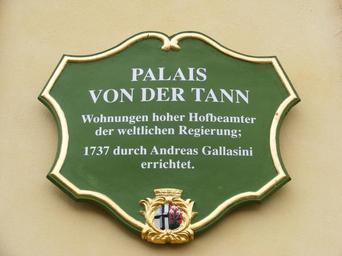 PALAIS
VON DER TANN
Wohnungen hoher Hofbeamter
der weltlichen Regierung;
1737 durch Andreas Gallasini
errichtet.